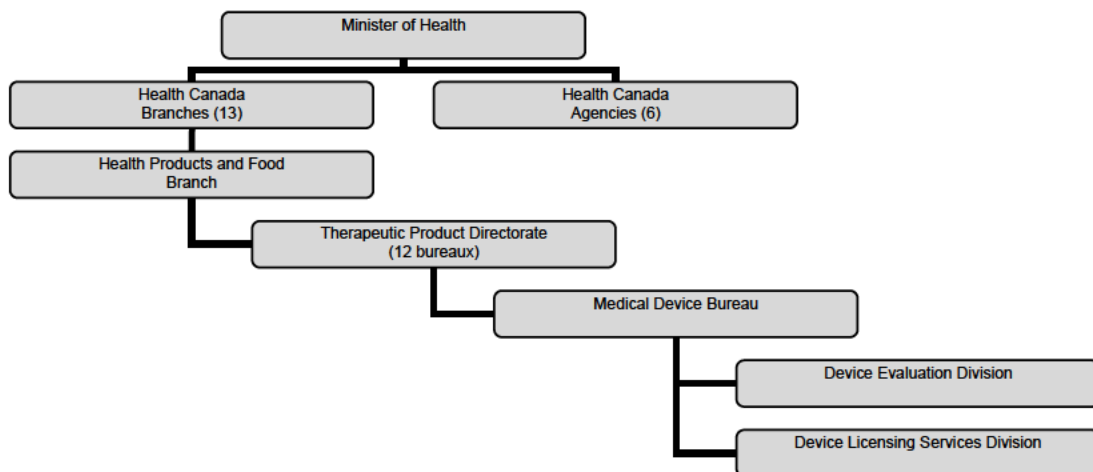 Minister of Health
Health Canada
Branches (13)
Health Canada
Agencies (6)
Health Products and Food
Branch
Therapeutic Product Directorate
(12 bureaux)
Medical Device Bureau
Device Evaluation Division
Device Licensing Services Division